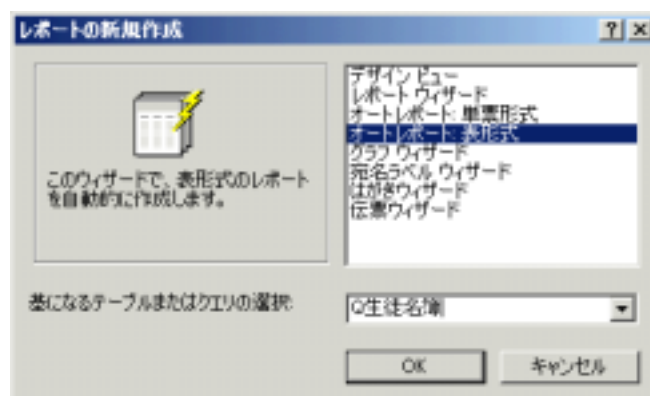 レポートの新規作成
デザイン ビュー
レポート ウィザード
オートレポート: 単票形式
オートレポート: 表形式
グラフ ウィザード
宛名ラベル ウィザード
はがきウィザード
伝票ウィザード
このウィザードで、表形式のレポート
を自動的に作成します。
基になるテーブルまたはクエリの選択:
Q生徒名簿
OK
キャンセル